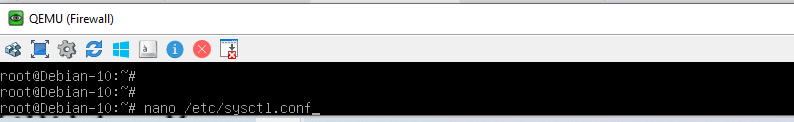 QEMU (Firewall)
root@Debian-10:~#
root@Debian-10:~#
root@Debian-10:~# nano /etc/sysctl.conf_